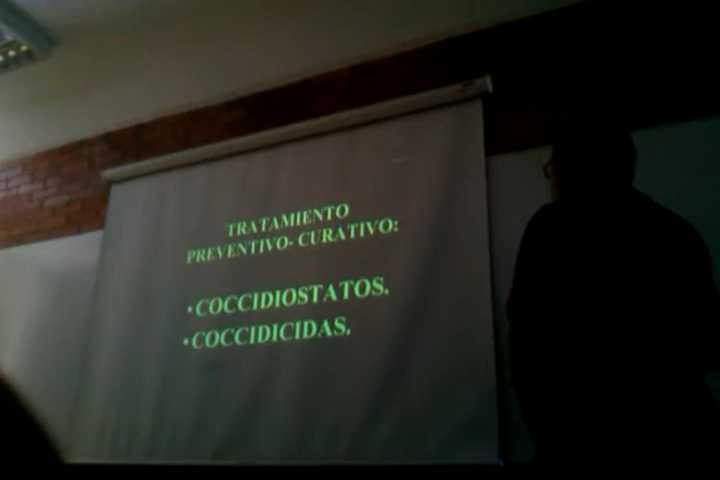 TRATAMIENTO
PREVENTIVO- CURATIVO:
•COCCIDIOSTATOS.
•COCCIDICIDAS.